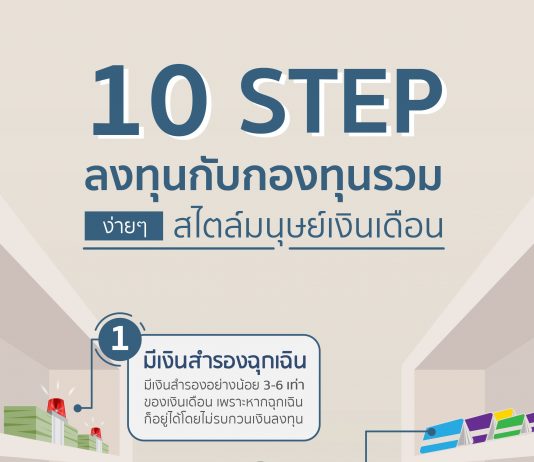 10 STEP
ลงทุนกับกองทุนรวม
ง่ายๆ สไตล์มนุษย์เงินเดือน
1
มีเงินสำรองฉุกเฉิน
มีเงินสำรองอย่างน้อย 3-6 เท่า
ของเงินเดือน เพราะหากฉุกเฉิน
ก็อยู่ได้โดยไม่รบกวนเงินลงทุน